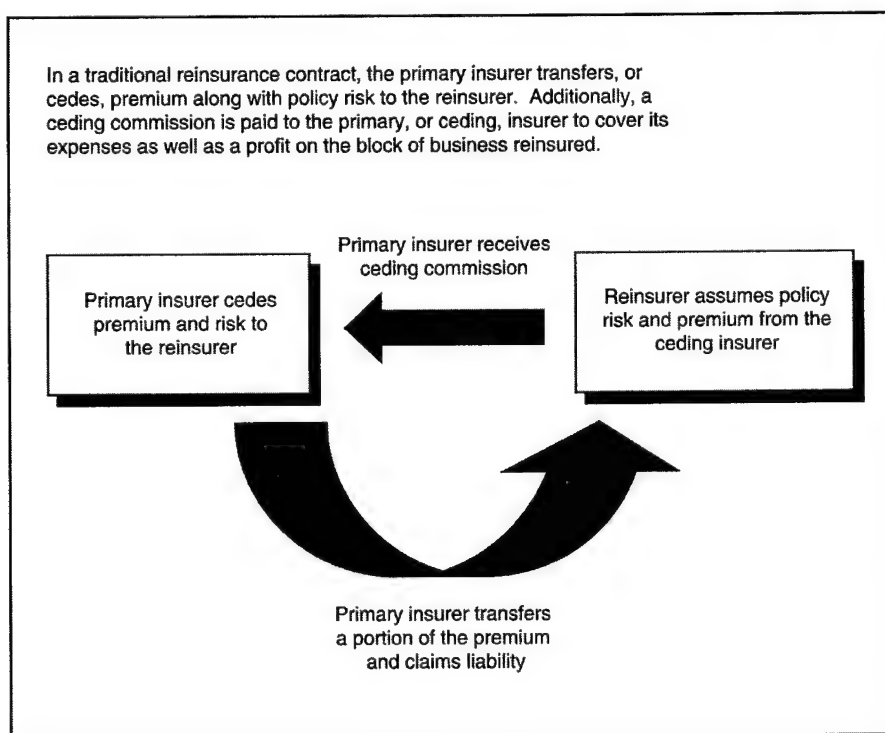 In a traditional reinsurance contract, the primary insurer transfers, or
cedes, premium along with policy risk to the reinsurer. Additionally, a
ceding commission is paid to the primary, or ceding, insurer to cover its
expenses as well as a profit on the block of business reinsured.
Primary insurer receives
ceding commission
Primary insurer cedes
premium and risk to
the reinsurer
Reinsurer assumes policy
risk and premium from the
ceding insurer
Primary insurer transfers
a portion of the premium
and claims liability